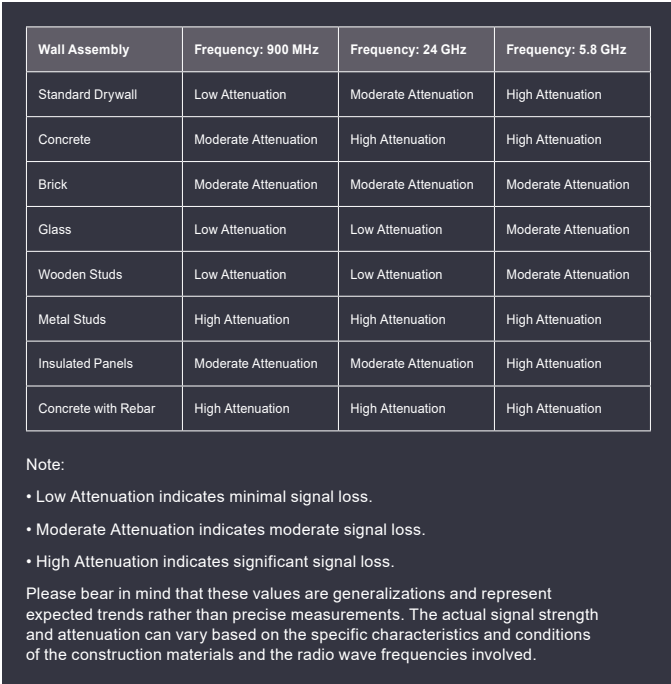 Wall Assembly Frequency: 900 MHz Frequency: 24 GHz Frequency: 5.8 GHz
Standard Drywall Low Attenuation Moderate Attenuation High Attenuation
Concrete Moderate Attenuation High Attenuation High Attenuation
Brick Moderate Attenuation Moderate Attenuation Moderate Attenuation
Glass Low Attenuation Low Attenuation Moderate Attenuation
Wooden Studs Low Attenuation Low Attenuation Moderate Attenuation
Metal Studs High Attenuation High Attenuation High Attenuation
Insulated Panels Moderate Attenuation Moderate Attenuation High Attenuation
Concrete with Rebar High Attenuation High Attenuation High Attenuation
Note:
• Low Attenuation indicates minimal signal loss.
• Moderate Attenuation indicates moderate signal loss.
• High Attenuation indicates significant signal loss.
Please bear in mind that these values are generalizations and represent
expected trends rather than precise measurements. The actual signal strength
and attenuation can vary based on the specific characteristics and conditions
of the construction materials and the radio wave frequencies involved.